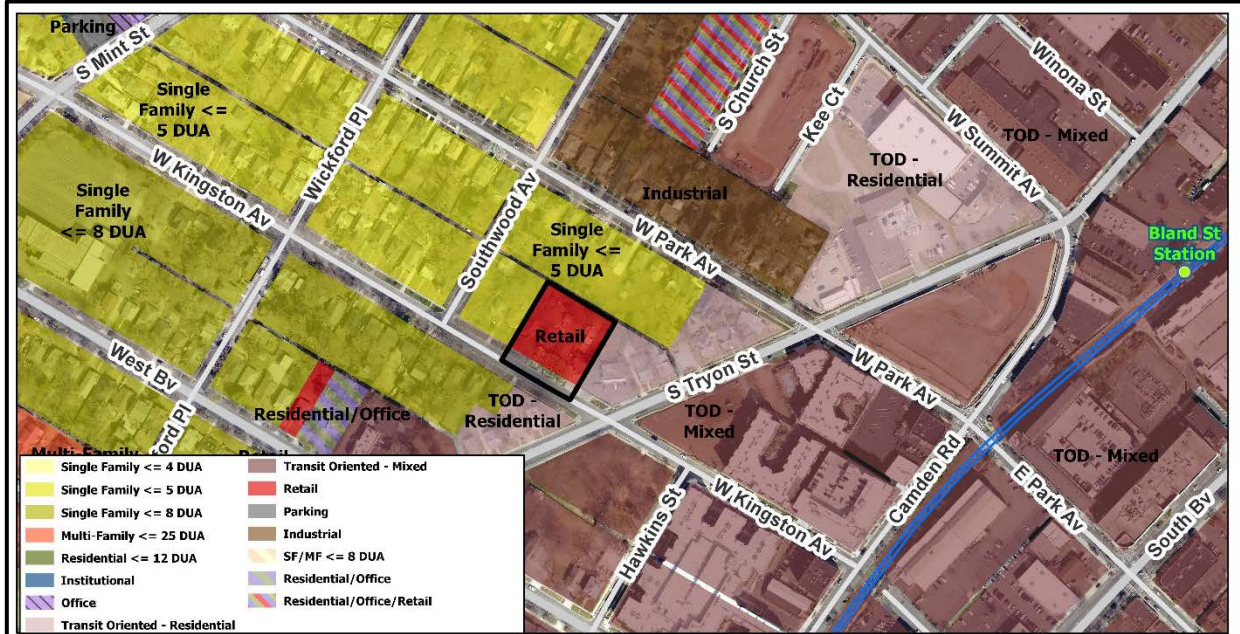 Parking
S Mint St
Single
Family <=
5 DUA
Wickford Pl
W Kingston Av
Single
Family
<= 8 DUA
Southwood Av
Single
Family <=
5 DUA
W Park Av
Industrial
S Church St
Kee Ct
TOD -
Residential
W Summit Av
Winona St
TOD - Mixed
Bland St
Station
Retail
S Tryon St
W Park Av
West Bv
Residential/Office
TOD -
Residential
TOD -
Mixed
Camden Rd
TOD - Mixed
E Park Av
South Bv
W Kingston Av
Hawkins St
ford Pl
Multi-Family
Single Family <= 4 DUA
Single Family <= 5 DUA
Single Family <= 8 DUA
Multi-Family <= 25 DUA
Residential <= 12 DUA
Institutional
Office
Transit Oriented - Residential
Transit Oriented - Mixed
Retail
Parking
Industrial
SF/MF <= 8 DUA
Residential/Office
Residential/Office/Retail